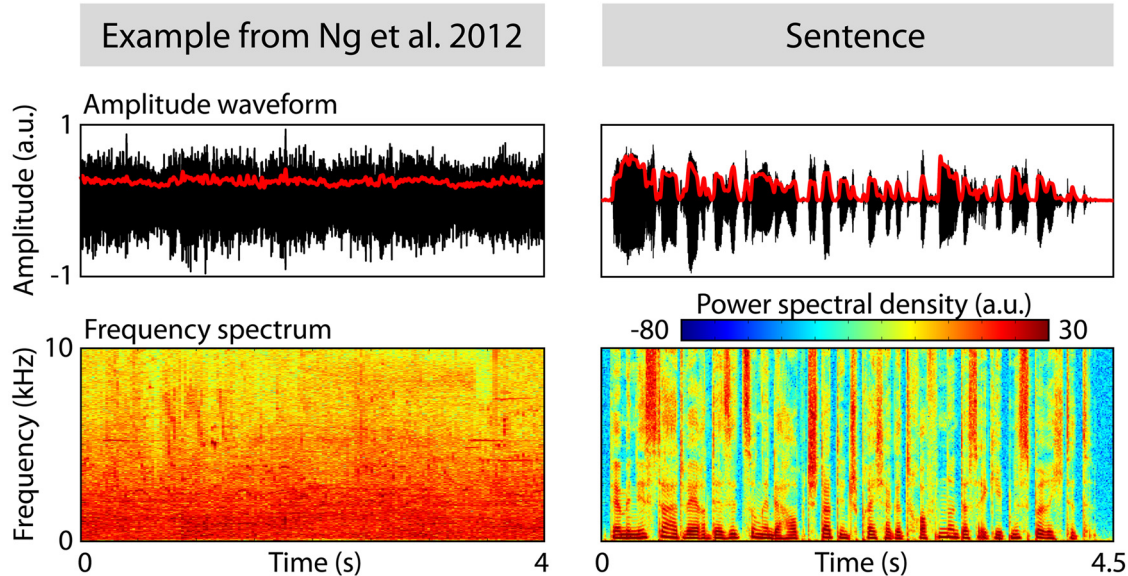 Example from Ng et al. 2012
Sentence
Amplitude waveform
Amplitude (a.u.)
1
-1
Power spectral density (a.u.)
-80
30
Frequency spectrum
Frequency (kHz)
10
0
0
Time (s)
4
0
Time (s)
4.5